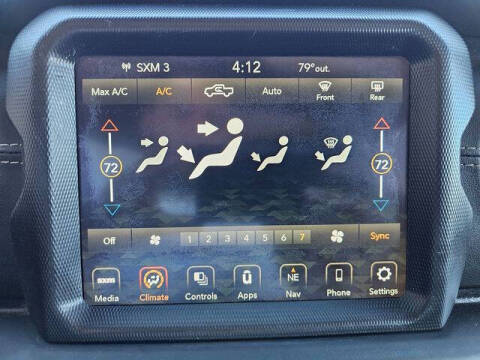 SXM 3 4:12 79° out.
Max A/C A/C Auto Front Rear
72 72
Off 1 2 3 4 5 6 7 Sync
NE
Media Climate Controls Apps Nav Phone Settings